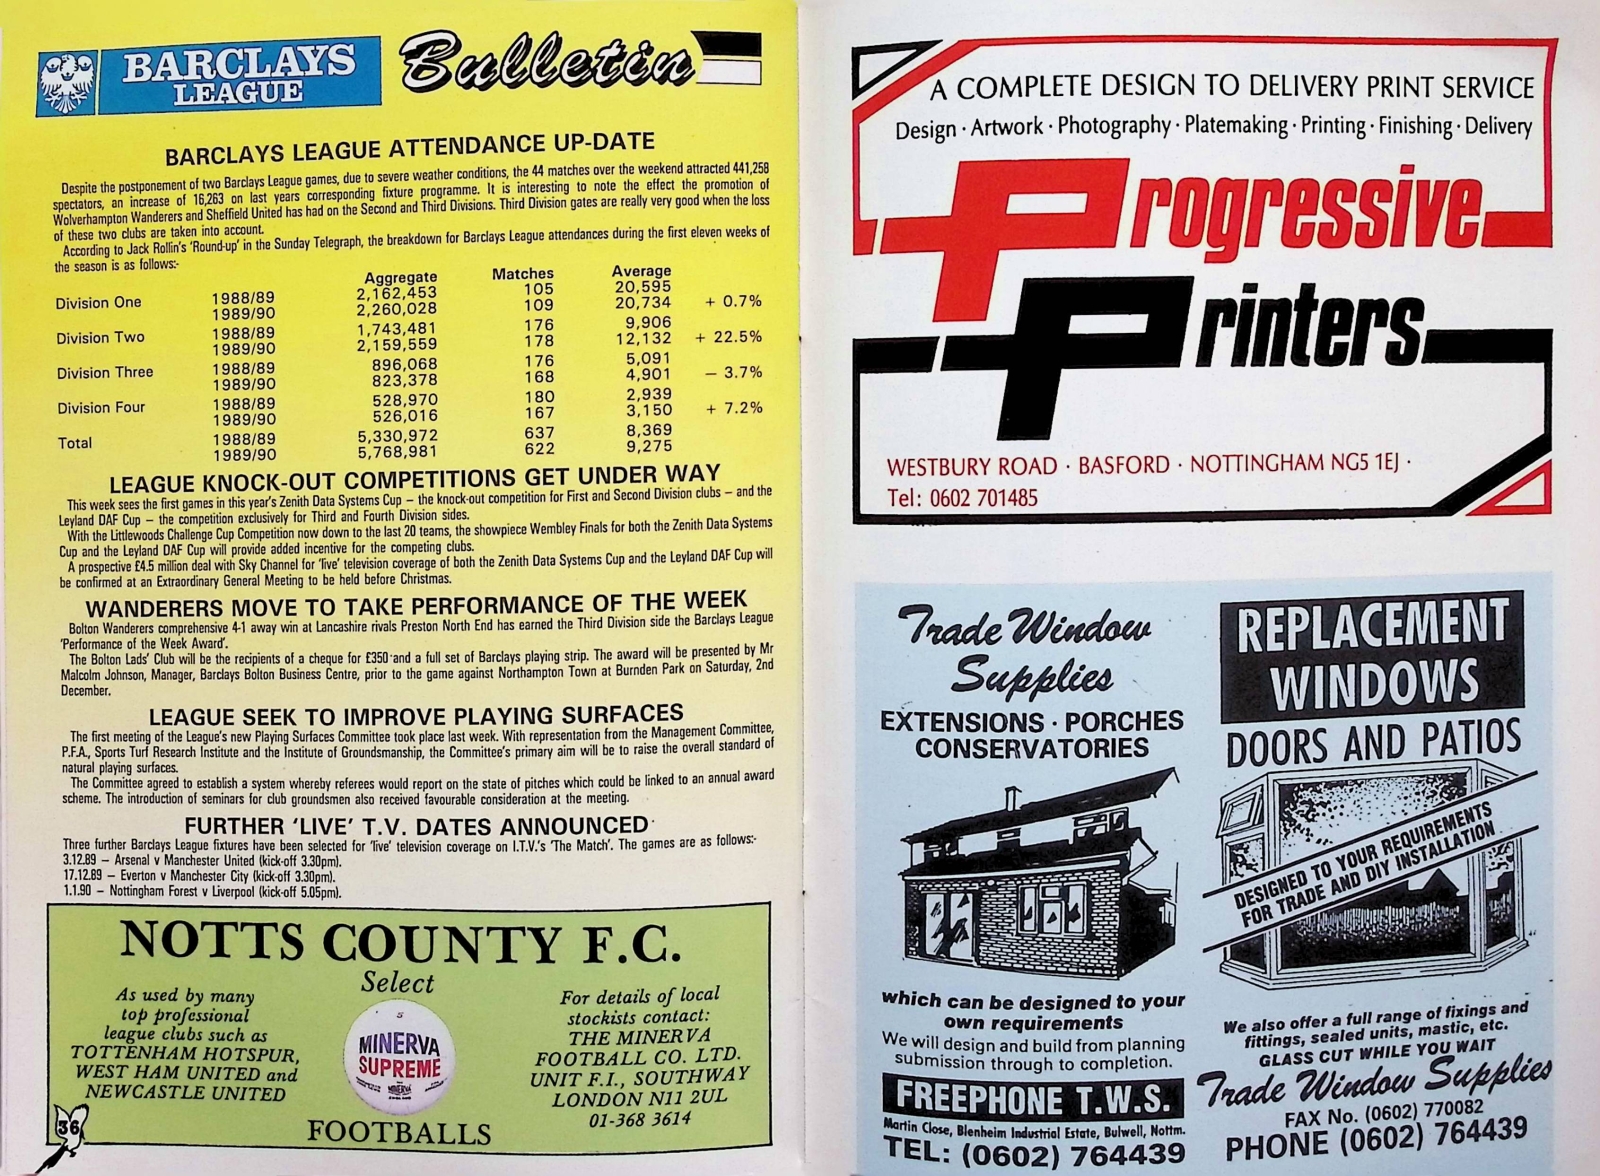 BARCLAYS
LEAGUE
Bulletin
BARCLAYS LEAGUE ATTENDANCE UP-DATE
Despite the postponement of two Barclays League games, due to severe weather conditions, the 44 matches over the weekend attracted 441,258
spectators, an increase of 16,263 on last years corresponding fixture programme. It is interesting to note the effect the promotion of
Wolverhampton Wanderers and Sheffield United has had on the Second and Third Divisions. Third Division gates are really very good when the loss
of these two clubs are taken into account.
According to Jack Rollin's 'Round-up' in the Sunday Telegraph, the breakdown for Barclays League attendances during the first eleven weeks of
the season is as follows:-
Aggregate Matches Average
Division One 1988/89 2,162,453 105 20,595
1989/90 2,260,028 109 20,734 + 0.7%
Division Two 1988/89 1,743,481 176 9,906
1989/90 2,159,559 178 12,132 + 22.5%
Division Three 1988/89 896,068 176 5,091
1989/90 823,378 168 4,901 – 3.7%
Division Four 1988/89 528,970 180 2,939
1989/90 526,016 167 3,150 + 7.2%
Total 1988/89 5,330,972 637 8,369
1989/90 5,768,981 622 9,275
LEAGUE KNOCK-OUT COMPETITIONS GET UNDER WAY
This week sees the first games in this year's Zenith Data Systems Cup – the knock-out competition for First and Second Division clubs – and the
Leyland DAF Cup – the competition exclusively for Third and Fourth Division sides.
With the Littlewoods Challenge Cup Competition now down to the last 20 teams, the showpiece Wembley Finals for both the Zenith Data Systems
Cup and the Leyland DAF Cup will provide added incentive for the competing clubs.
A prospective £4.5 million deal with Sky Channel for 'live' television coverage of both the Zenith Data Systems Cup and the Leyland DAF Cup will
be confirmed at an Extraordinary General Meeting to be held before Christmas.
WANDERERS MOVE TO TAKE PERFORMANCE OF THE WEEK
Bolton Wanderers comprehensive 4-1 away win at Lancashire rivals Preston North End has earned the Third Division side the Barclays League
'Performance of the Week Award'.
The Bolton Lads' Club will be the recipients of a cheque for £350 and a full set of Barclays playing strip. The award will be presented by Mr
Malcolm Johnson, Manager, Barclays Bolton Business Centre, prior to the game against Northampton Town at Burnden Park on Saturday, 2nd
December.
LEAGUE SEEK TO IMPROVE PLAYING SURFACES
The first meeting of the League's new Playing Surfaces Committee took place last week. With representation from the Management Committee,
P.F.A., Sports Turf Research Institute and the Institute of Groundsmanship, the Committee's primary aim will be to raise the overall standard of
natural playing surfaces.
The Committee agreed to establish a system whereby referees would report on the state of pitches which could be linked to an annual award
scheme. The introduction of seminars for club groundsmen also received favourable consideration at the meeting.
FURTHER 'LIVE' T.V. DATES ANNOUNCED
Three further Barclays League fixtures have been selected for 'live' television coverage on I.T.V.'s 'The Match'. The games are as follows:-
3.12.89 – Arsenal v Manchester United (kick-off 3.30pm).
17.12.89 – Everton v Manchester City (kick-off 3.30pm).
1.1.90 – Nottingham Forest v Liverpool (kick-off 5.05pm).
NOTTS COUNTY F.C.
Select
As used by many
top professional
league clubs such as
TOTTENHAM HOTSPUR,
WEST HAM UNITED and
NEWCASTLE UNITED
5
MINERVA
SUPREME
MINERVA
For details of local
stockists contact:
THE MINERVA
FOOTBALL CO. LTD.
UNIT F.I., SOUTHWAY
LONDON N11 2UL
01-368 3614
FOOTBALLS
36
A COMPLETE DESIGN TO DELIVERY PRINT SERVICE
Design · Artwork · Photography · Platemaking · Printing · Finishing · Delivery
Progressive
Printers
WESTBURY ROAD · BASFORD · NOTTINGHAM NG5 1EJ ·
Tel: 0602 701485
Trade Window
Supplies
EXTENSIONS · PORCHES
CONSERVATORIES
which can be designed to your
own requirements
We will design and build from planning
submission through to completion.
FREEPHONE T.W.S.
Martin Close, Blenheim Industrial Estate, Bulwell, Nottm.
TEL: (0602) 764439
REPLACEMENT
WINDOWS
DOORS AND PATIOS
DESIGNED TO YOUR REQUIREMENTS
FOR TRADE AND DIY INSTALLATION
We also offer a full range of fixings and
fittings, sealed units, mastic, etc.
GLASS CUT WHILE YOU WAIT
Trade Window Supplies
FAX No. (0602) 770082
PHONE (0602) 764439